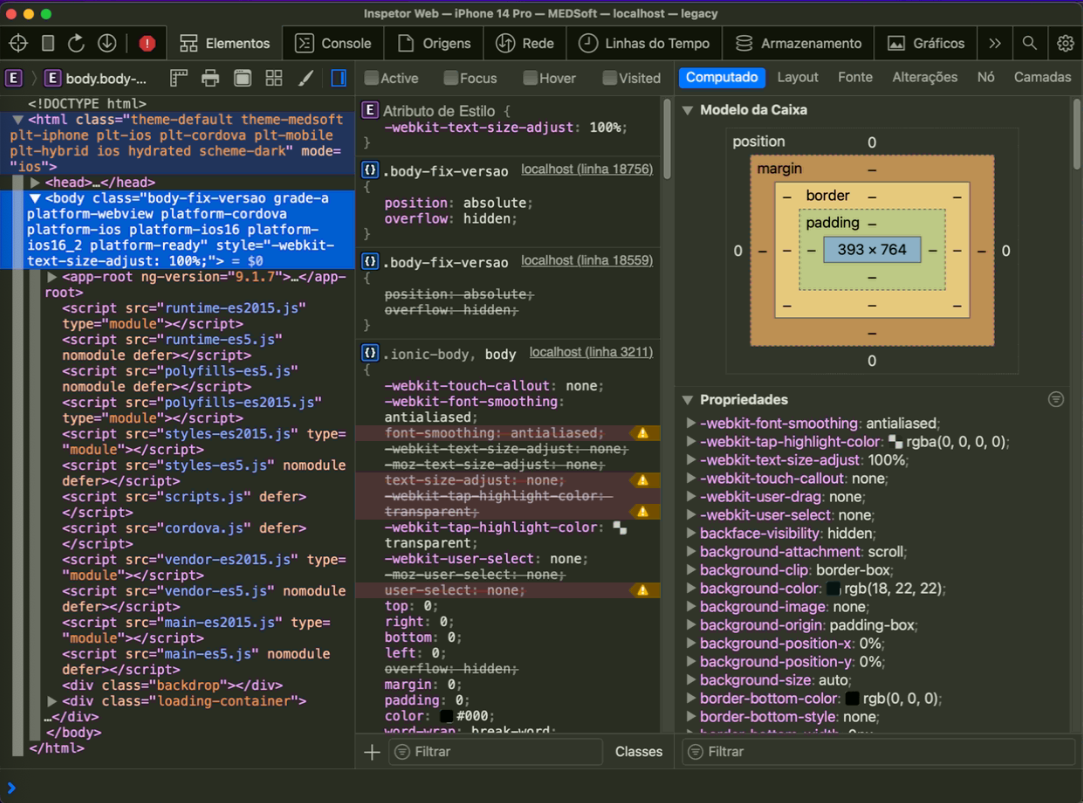 Inspetor Web — iPhone 14 Pro — MEDSoft — localhost — legacy
Elementos
Console
Origens
Rede
Linhas do Tempo
Armazenamento
Gráficos
E
E body.body-...
Active
Focus
Hover
Visited
Computado
Layout
Fonte
Alterações
Nó
Camadas
<!DOCTYPE html>
<html class="theme-default theme-medsoft
plt-iphone plt-ios plt-cordova plt-mobile
plt-hybrid ios hydrated scheme-dark" mode=
"ios">
<head>…</head>
<body class="body-fix-versao grade-a
platform-webview platform-cordova
platform-ios platform-ios16 platform-
ios16_2 platform-ready" style="-webkit-
text-size-adjust: 100%;"> = $0
<app-root ng-version="9.1.7">…</app-
root>
<script src="runtime-es2015.js"
type="module"></script>
<script src="runtime-es5.js"
nomodule defer></script>
<script src="polyfills-es5.js"
nomodule defer></script>
<script src="polyfills-es2015.js"
type="module"></script>
<script src="styles-es2015.js" type=
"module"></script>
<script src="styles-es5.js" nomodule
defer></script>
<script src="scripts.js" defer>
</script>
<script src="cordova.js" defer>
</script>
<script src="vendor-es2015.js" type=
"module"></script>
<script src="vendor-es5.js" nomodule
defer></script>
<script src="main-es2015.js" type=
"module"></script>
<script src="main-es5.js" nomodule
defer></script>
<div class="backdrop"></div>
<div class="loading-container">
…</div>
</body>
</html>
E Atributo de Estilo {
-webkit-text-size-adjust: 100%;
}
{} .body-fix-versao localhost (linha 18756)
{
position: absolute;
overflow: hidden;
}
{} .body-fix-versao localhost (linha 18559)
{
position: absolute;
overflow: hidden;
}
{} .ionic-body, body localhost (linha 3211)
{
-webkit-touch-callout: none;
-webkit-font-smoothing:
antialiased;
font-smoothing: antialiased;
-webkit-text-size-adjust: none;
-moz-text-size-adjust: none;
text-size-adjust: none;
-webkit-tap-highlight-color:
transparent;
-webkit-tap-highlight-color:
transparent;
-webkit-user-select: none;
-moz-user-select: none;
user-select: none;
top: 0;
right: 0;
bottom: 0;
left: 0;
overflow: hidden;
margin: 0;
padding: 0;
color: #000;
word-wrap: break-word;
Filtrar
Classes
Modelo da Caixa
position 0
margin –
– border – –
padding –
0 – – – 393 × 764 – – – 0
–
– – –
–
0
Propriedades
-webkit-font-smoothing: antialiased;
-webkit-tap-highlight-color: rgba(0, 0, 0, 0);
-webkit-text-size-adjust: 100%;
-webkit-touch-callout: none;
-webkit-user-drag: none;
-webkit-user-select: none;
backface-visibility: hidden;
background-attachment: scroll;
background-clip: border-box;
background-color: rgb(18, 22, 22);
background-image: none;
background-origin: padding-box;
background-position-x: 0%;
background-position-y: 0%;
background-size: auto;
border-bottom-color: rgb(0, 0, 0);
border-bottom-style: none;
border-bottom-width: 0px;
Filtrar